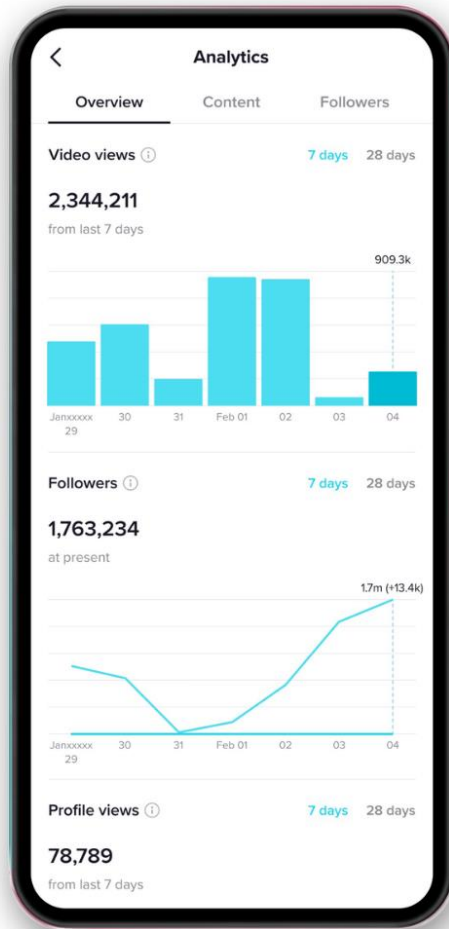 Analytics
Overview Content Followers
Video views 7 days 28 days
2,344,211
from last 7 days
909.3k
Janxxxxx 30 31 Feb 01 02 03 04
29
Followers 7 days 28 days
1,763,234
at present
1.7m (+13.4k)
Janxxxxx 30 31 Feb 01 02 03 04
29
Profile views 7 days 28 days
78,789
from last 7 days